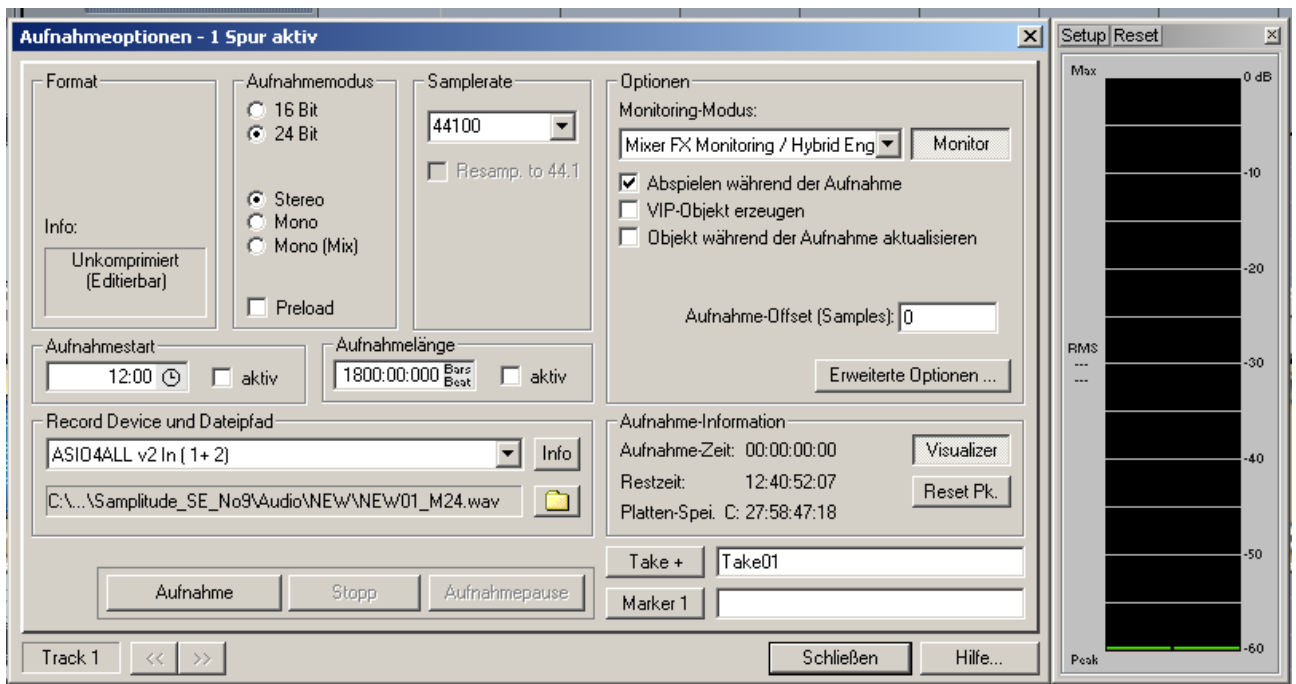 Aufnahmeoptionen - 1 Spur aktiv
Format
Info:
Unkomprimiert
(Editierbar)
Aufnahmemodus
16 Bit
24 Bit
Stereo
Mono
Mono (Mix)
Preload
Samplerate
44100
Resamp. to 44.1
Optionen
Monitoring-Modus:
Mixer FX Monitoring / Hybrid Eng
Monitor
Abspielen während der Aufnahme
VIP-Objekt erzeugen
Objekt während der Aufnahme aktualisieren
Aufnahme-Offset (Samples): 0
Erweiterte Optionen ...
Aufnahmestart
12:00 aktiv
Aufnahmelänge
1800:00:000 Bars Beat aktiv
Record Device und Dateipfad
ASIO4ALL v2 In ( 1+ 2)
Info
C:\...\Samplitude_SE_No9\Audio\NEW\NEW01_M24.wav
Aufnahme-Information
Aufnahme-Zeit: 00:00:00:00
Visualizer
Restzeit: 12:40:52:07
Reset Pk.
Platten-Spei. C: 27:58:47:18
Aufnahme Stopp Aufnahmepause
Take + Take01
Marker 1
Track 1 << >>
Schließen Hilfe...
Setup Reset
Max 0 dB
-10
-20
RMS
---
---
-30
-40
-50
Peak -60